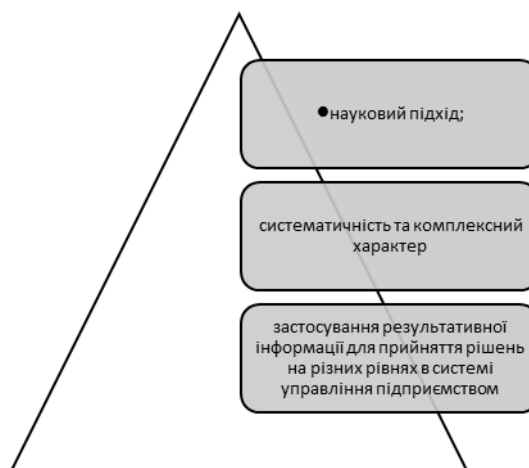 ●науковий підхід;
систематичність та комплексний
характер
застосування результативної
інформації для прийняття рішень
на різних рівнях в системі
управління підприємством